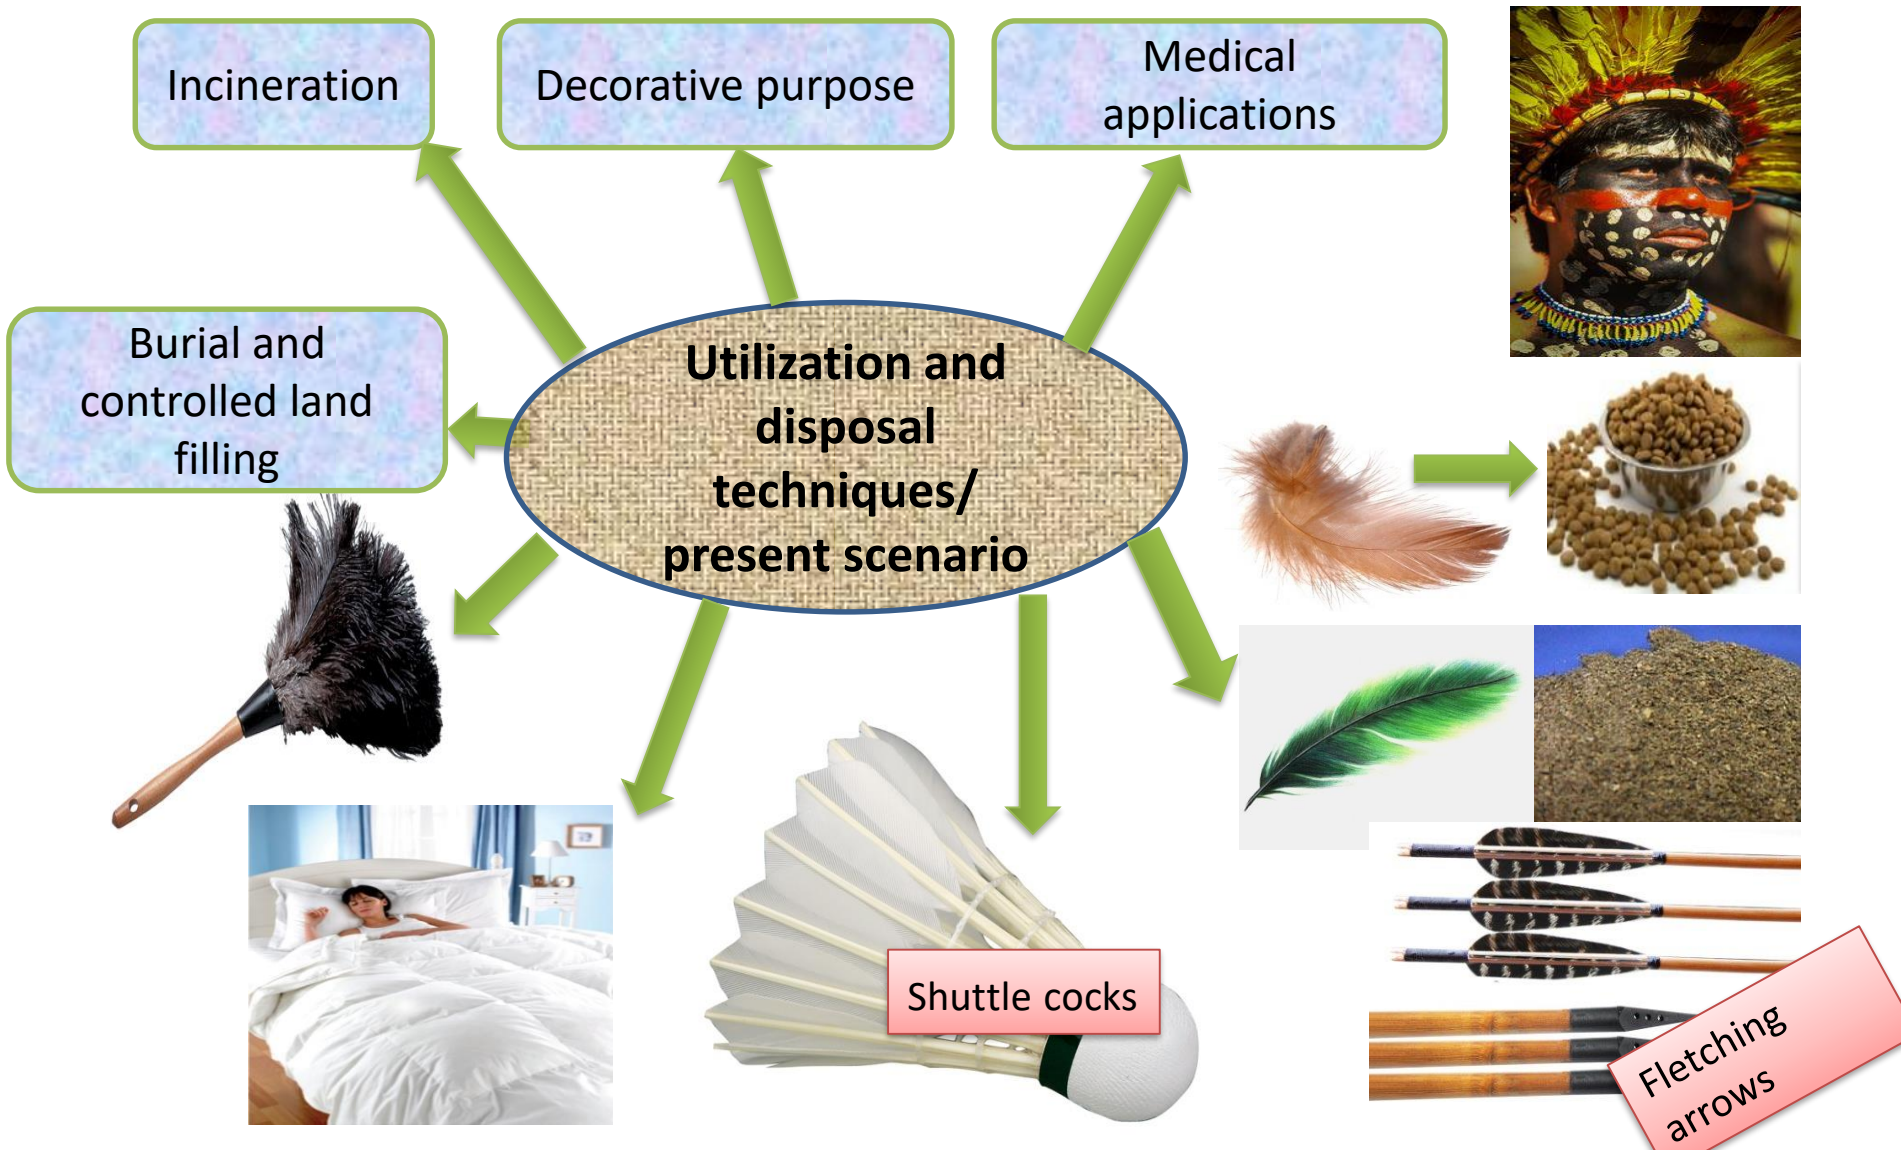 Incineration
Decorative purpose
Medical
applications
Burial and
controlled land
filling
Utilization and
disposal
techniques/
present scenario
Shuttle cocks
Fletching
arrows